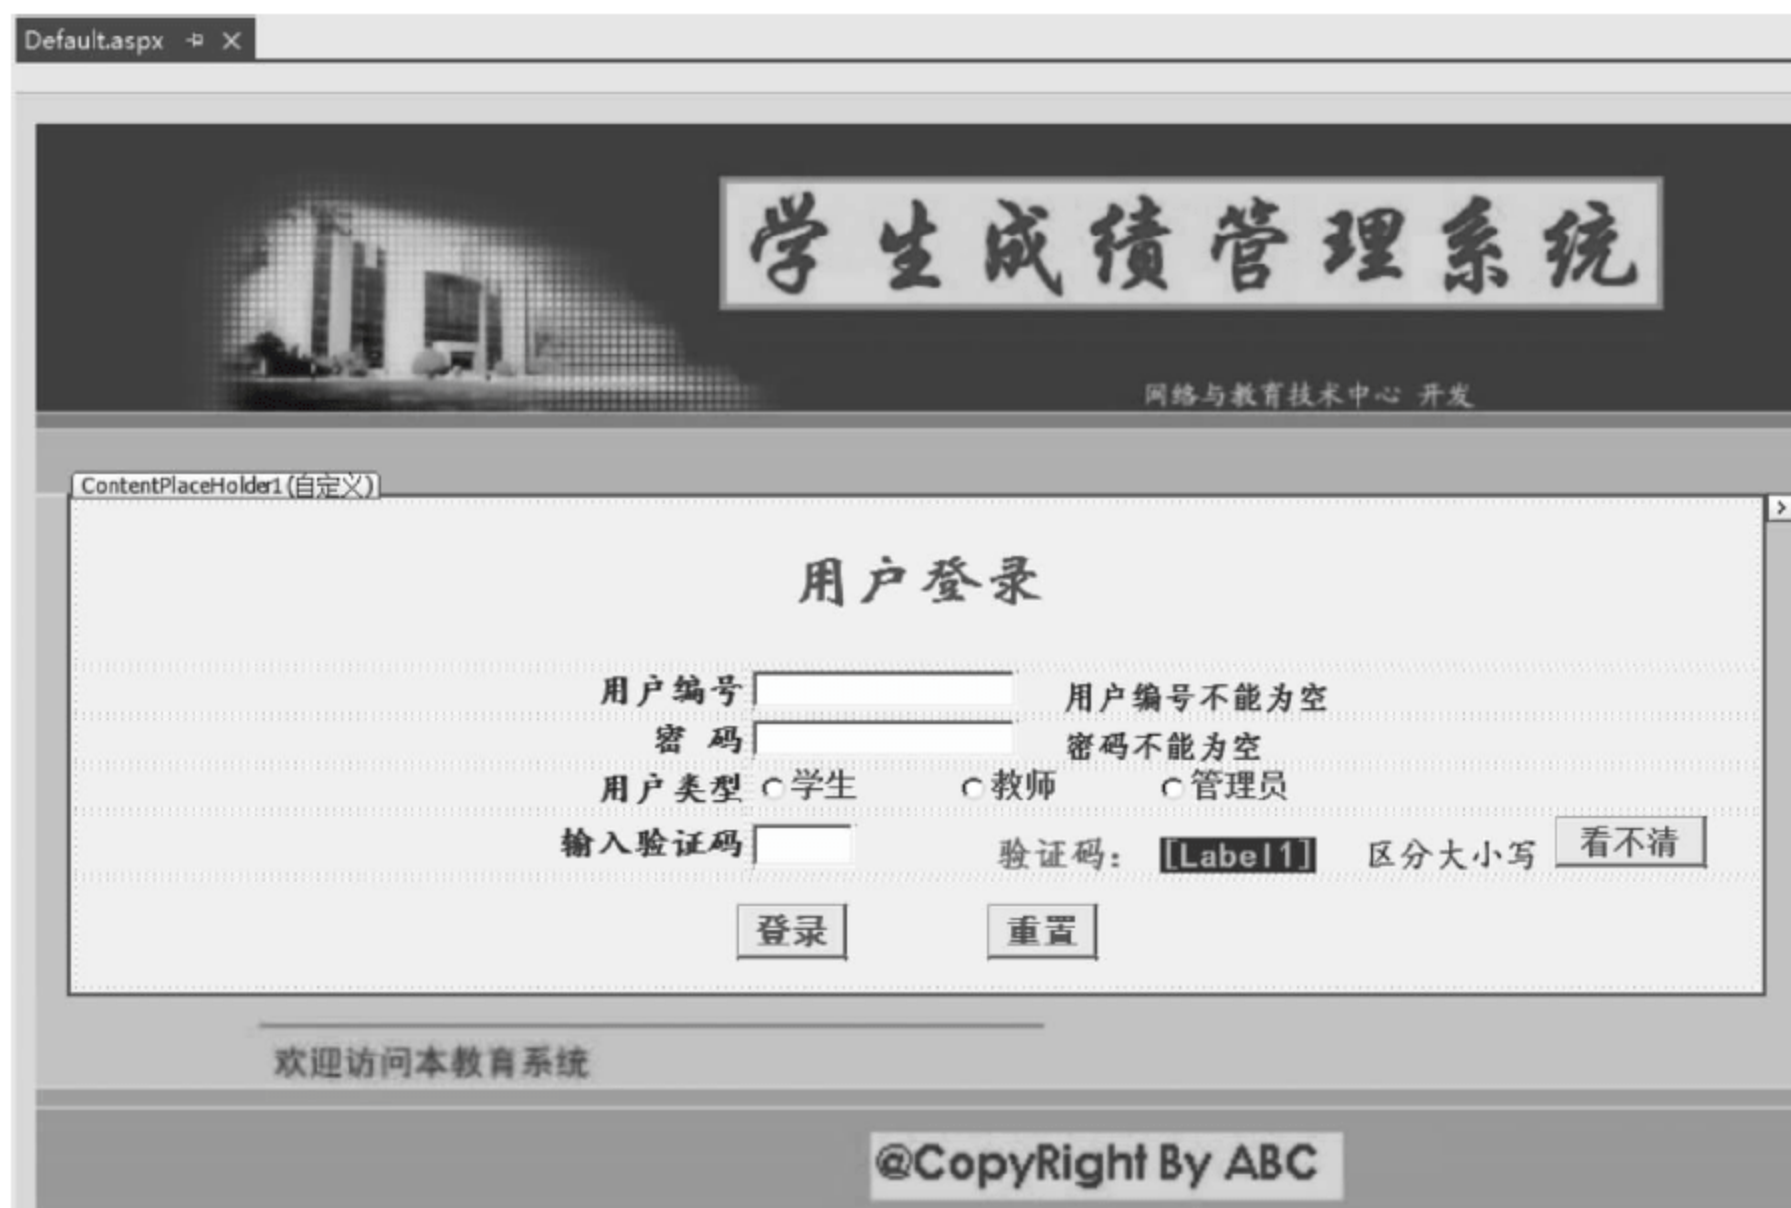 Default.aspx
学生成绩管理系统
网络与教育技术中心 开发
ContentPlaceHolder1(自定义)
用户登录
用户编号 用户编号不能为空
密 码 密码不能为空
用户类型 学生 教师 管理员
输入验证码 验证码： [Label1] 区分大小写 看不清
登录 重置
欢迎访问本教育系统
@CopyRight By ABC